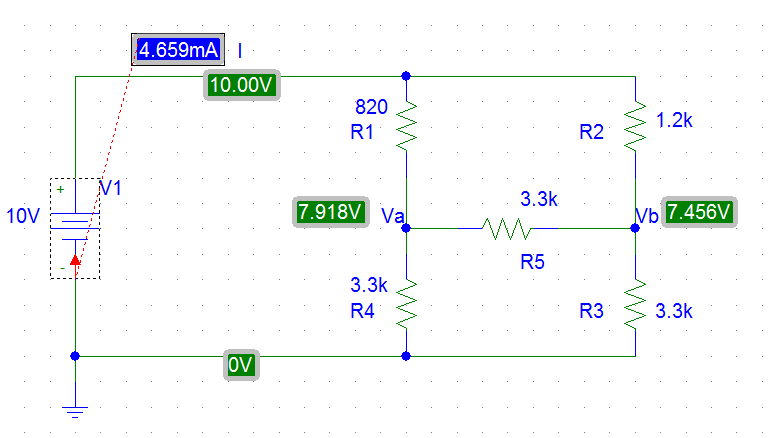 4.659mA I
10.00V
820
R1
R2
1.2k
+
V1
10V
3.3k
7.918V
Va
Vb
7.456V
R5
-
3.3k
R4
R3
3.3k
0V